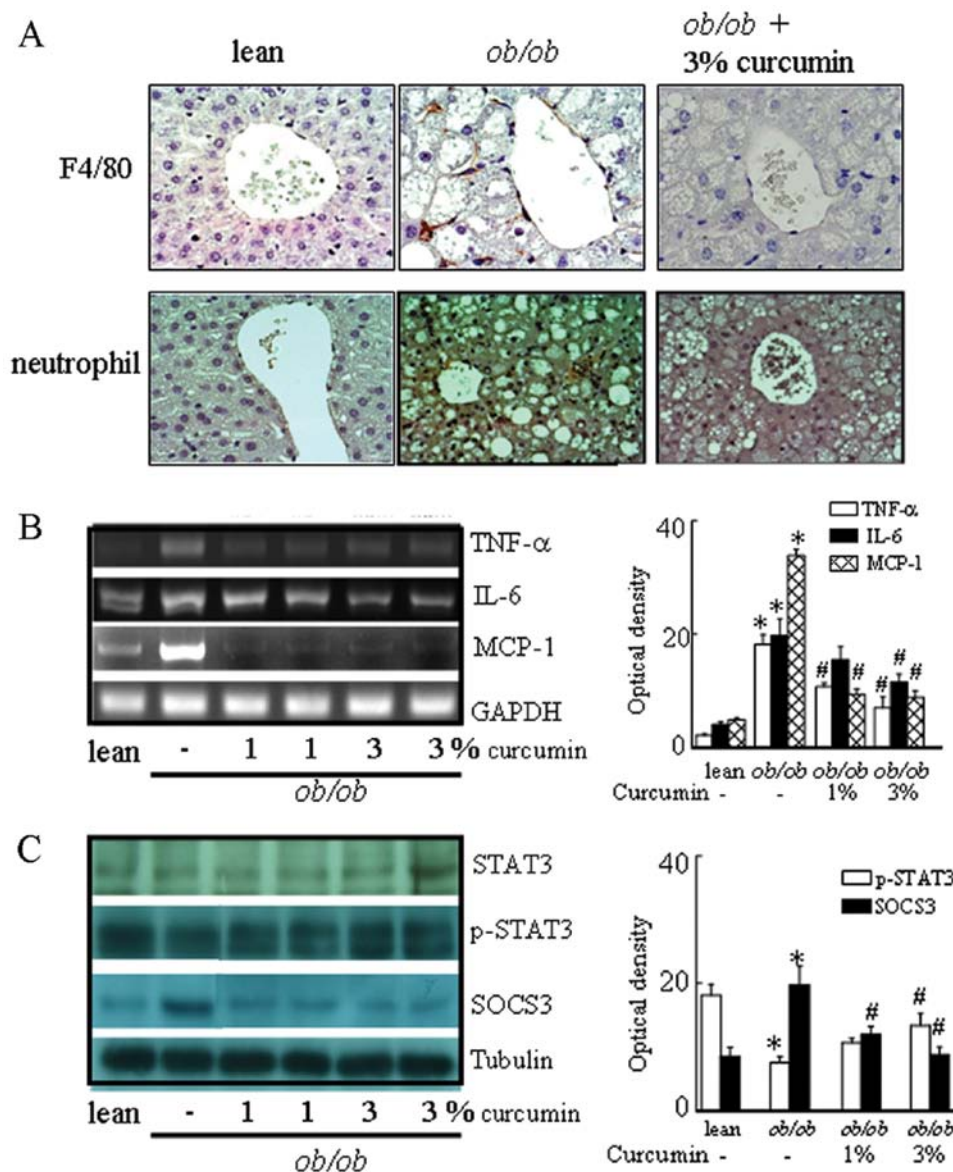 A
lean
ob/ob
ob/ob +
3% curcumin
F4/80
neutrophil
B
TNF-α
IL-6
MCP-1
GAPDH
lean - 1 1 3 3 % curcumin
ob/ob
TNF-α
IL-6
MCP-1
Optical density
40
20
0
* * *
# # # # #
lean ob/ob ob/ob ob/ob
Curcumin - - 1% 3%
C
STAT3
p-STAT3
SOCS3
Tubulin
lean - 1 1 3 3 % curcumin
ob/ob
p-STAT3
SOCS3
Optical density
40
20
0
* *
# # #
lean ob/ob ob/ob ob/ob
Curcumin - - 1% 3%